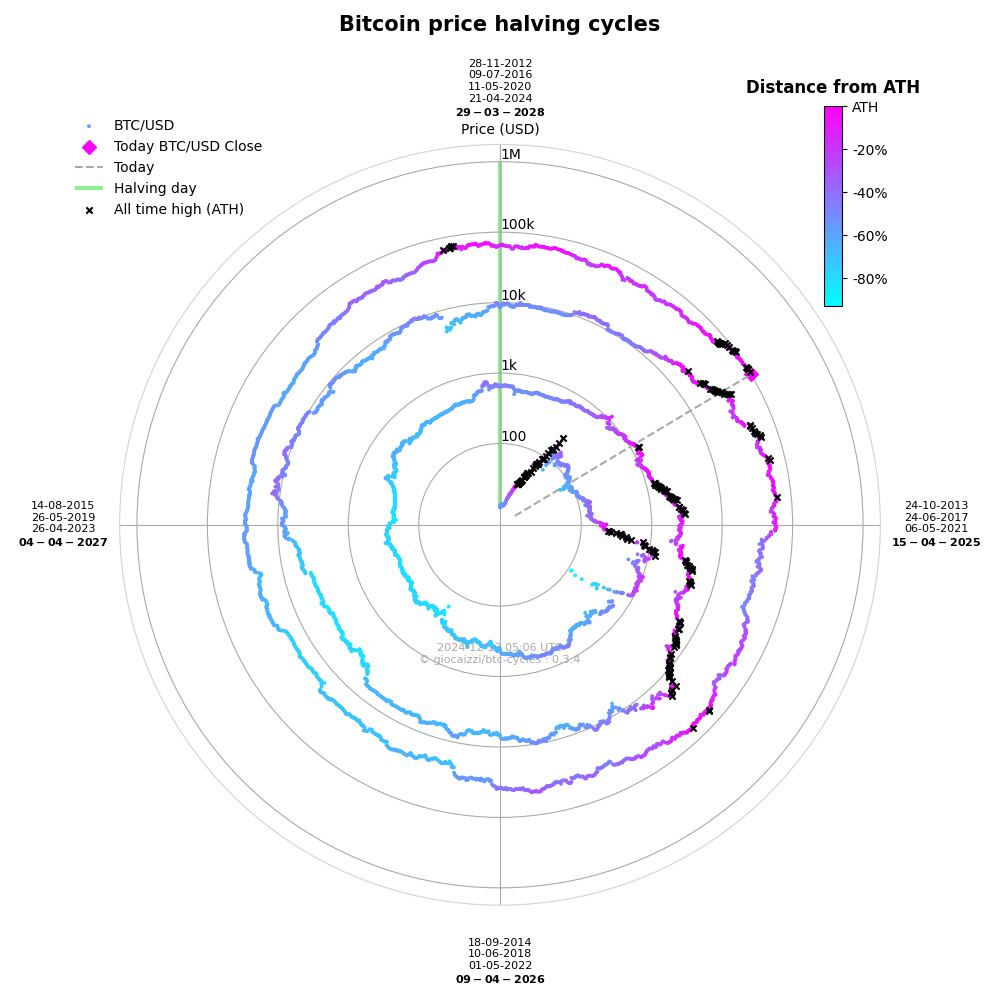 Bitcoin price halving cycles
28-11-2012
09-07-2016
11-05-2020
21-04-2024
29-03-2028
Price (USD)
Distance from ATH
ATH
-20%
-40%
-60%
-80%
BTC/USD
Today BTC/USD Close
Today
Halving day
All time high (ATH)
1M
100k
10k
1k
100
14-08-2015
26-05-2019
26-04-2023
04-04-2027
24-10-2013
24-06-2017
06-05-2021
15-04-2025
05:06 UTC
© giocaizzi/btc-cycles : 0.3.4
18-09-2014
10-06-2018
01-05-2022
09-04-2026